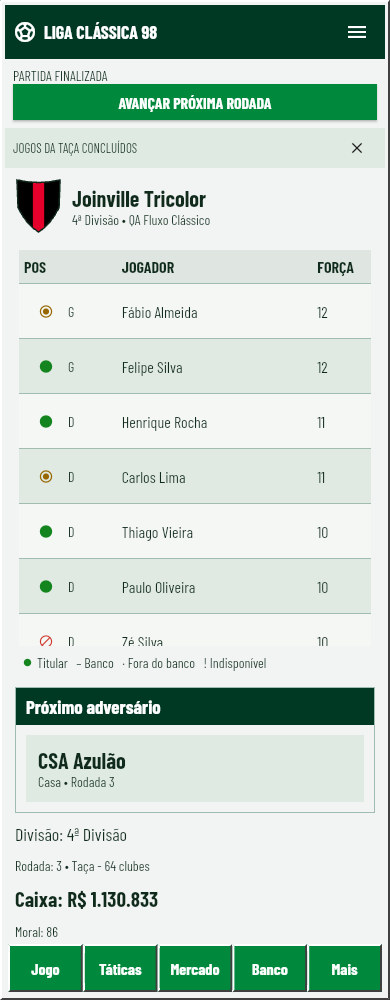 LIGA CLÁSSICA 98
PARTIDA FINALIZADA
AVANÇAR PRÓXIMA RODADA
JOGOS DA TAÇA CONCLUÍDOS
Joinville Tricolor
4ª Divisão • QA Fluxo Clássico
POS JOGADOR FORÇA
G Fábio Almeida 12
G Felipe Silva 12
D Henrique Rocha 11
D Carlos Lima 11
D Thiago Vieira 10
D Paulo Oliveira 10
D Zé Silva 10
Titular – Banco · Fora do banco ! Indisponível
Próximo adversário
CSA Azulão
Casa • Rodada 3
Divisão: 4ª Divisão
Rodada: 3 • Taça - 64 clubes
Caixa: R$ 1.130.833
Moral: 86
Jogo Táticas Mercado Banco Mais